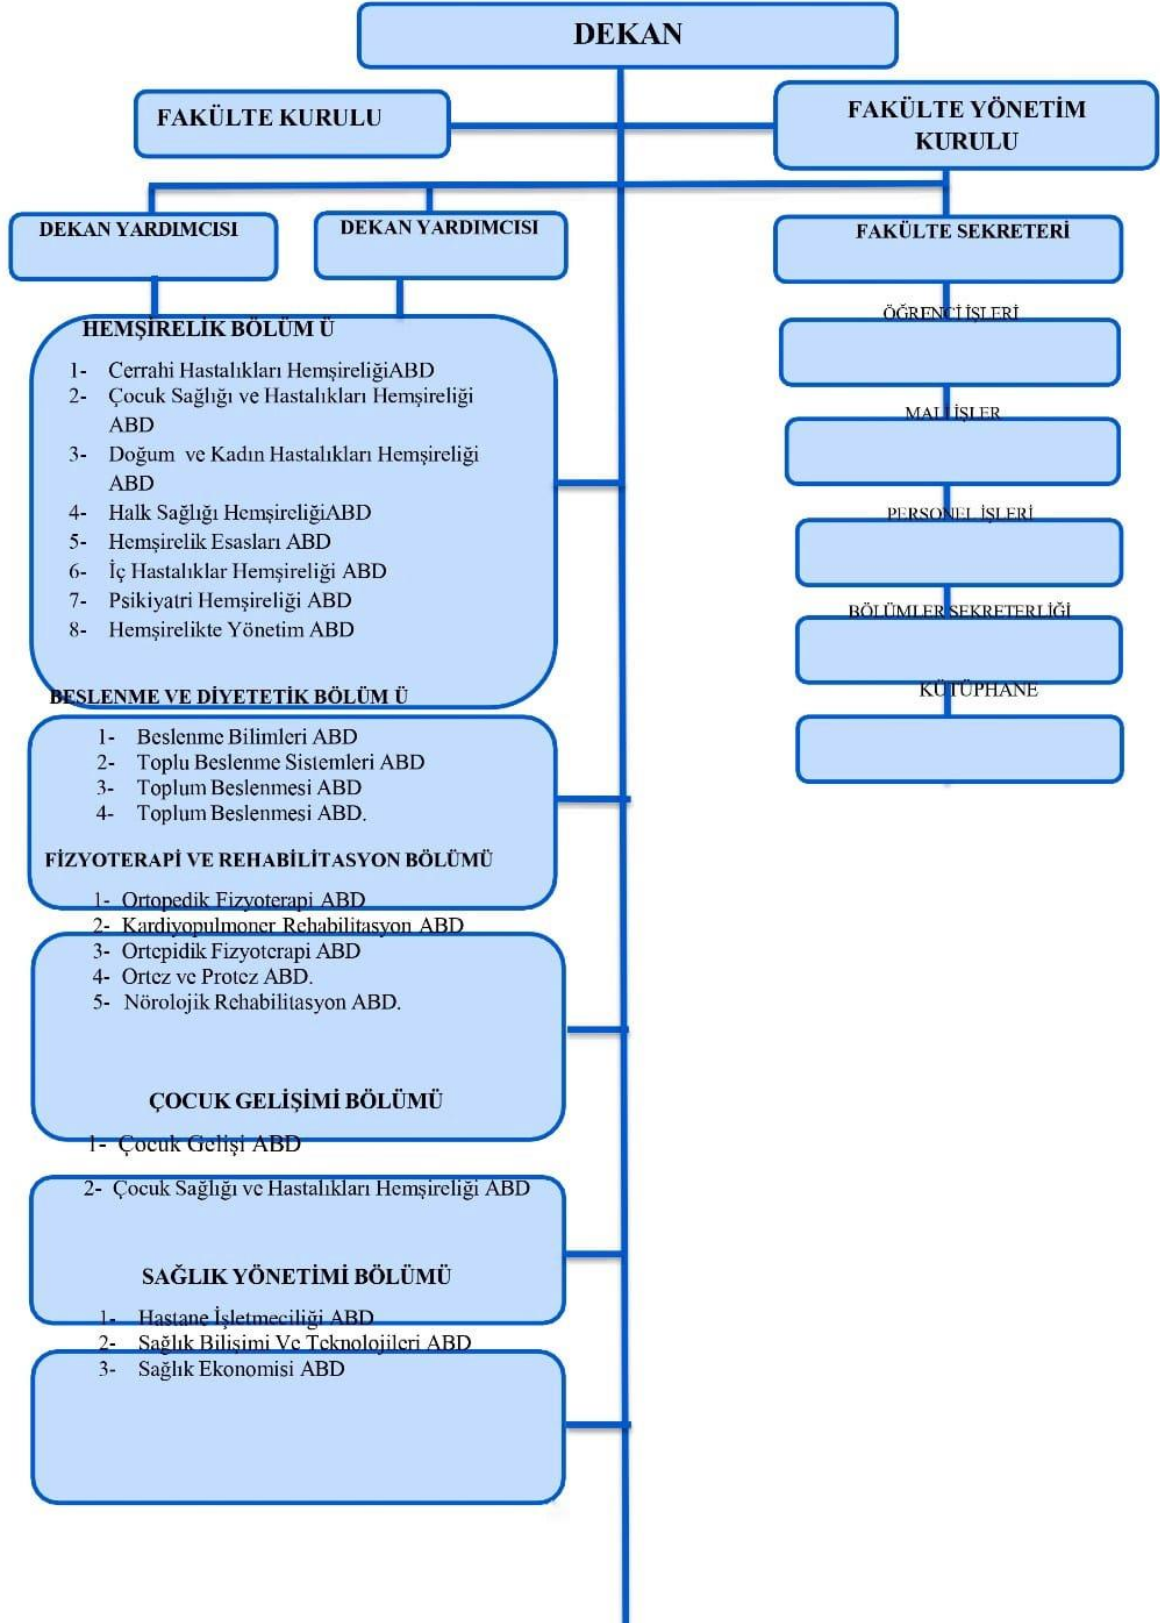 DEKAN
FAKÜLTE KURULU
FAKÜLTE YÖNETİM
KURULU
DEKAN YARDIMCISI
DEKAN YARDIMCISI
FAKÜLTE SEKRETERİ
HEMŞİRELİK BÖLÜM Ü
1- Cerrahi Hastalıkları HemşireliğiABD
2- Çocuk Sağlığı ve Hastalıkları Hemşireliği
ABD
3- Doğum ve Kadın Hastalıkları Hemşireliği
ABD
4- Halk Sağlığı HemşireliğiABD
5- Hemşirelik Esasları ABD
6- İç Hastalıklar Hemşireliği ABD
7- Psikiyatri Hemşireliği ABD
8- Hemşirelikte Yönetim ABD
BESLENME VE DİYETETİK BÖLÜM Ü
1- Beslenme Bilimleri ABD
2- Toplu Beslenme Sistemleri ABD
3- Toplum Beslenmesi ABD
4- Toplum Beslenmesi ABD.
FİZYOTERAPİ VE REHABİLİTASYON BÖLÜMÜ
1- Ortopedik Fizyoterapi ABD
2- Kardiyopulmoner Rehabilitasyon ABD
3- Ortepidik Fizyoterapi ABD
4- Ortez ve Protez ABD.
5- Nörolojik Rehabilitasyon ABD.
ÇOCUK GELİŞİMİ BÖLÜMÜ
1- Çocuk Gelişi ABD
2- Çocuk Sağlığı ve Hastalıkları Hemşireliği ABD
SAĞLIK YÖNETİMİ BÖLÜMÜ
1- Hastane İşletmeciliği ABD
2- Sağlık Bilişimi Ve Teknolojileri ABD
3- Sağlık Ekonomisi ABD
ÖĞRENCİ İŞLERİ
MALİ İŞLER
PERSONEL İŞLERİ
BÖLÜMLER SEKRETERLİĞİ
KÜTÜPHANE